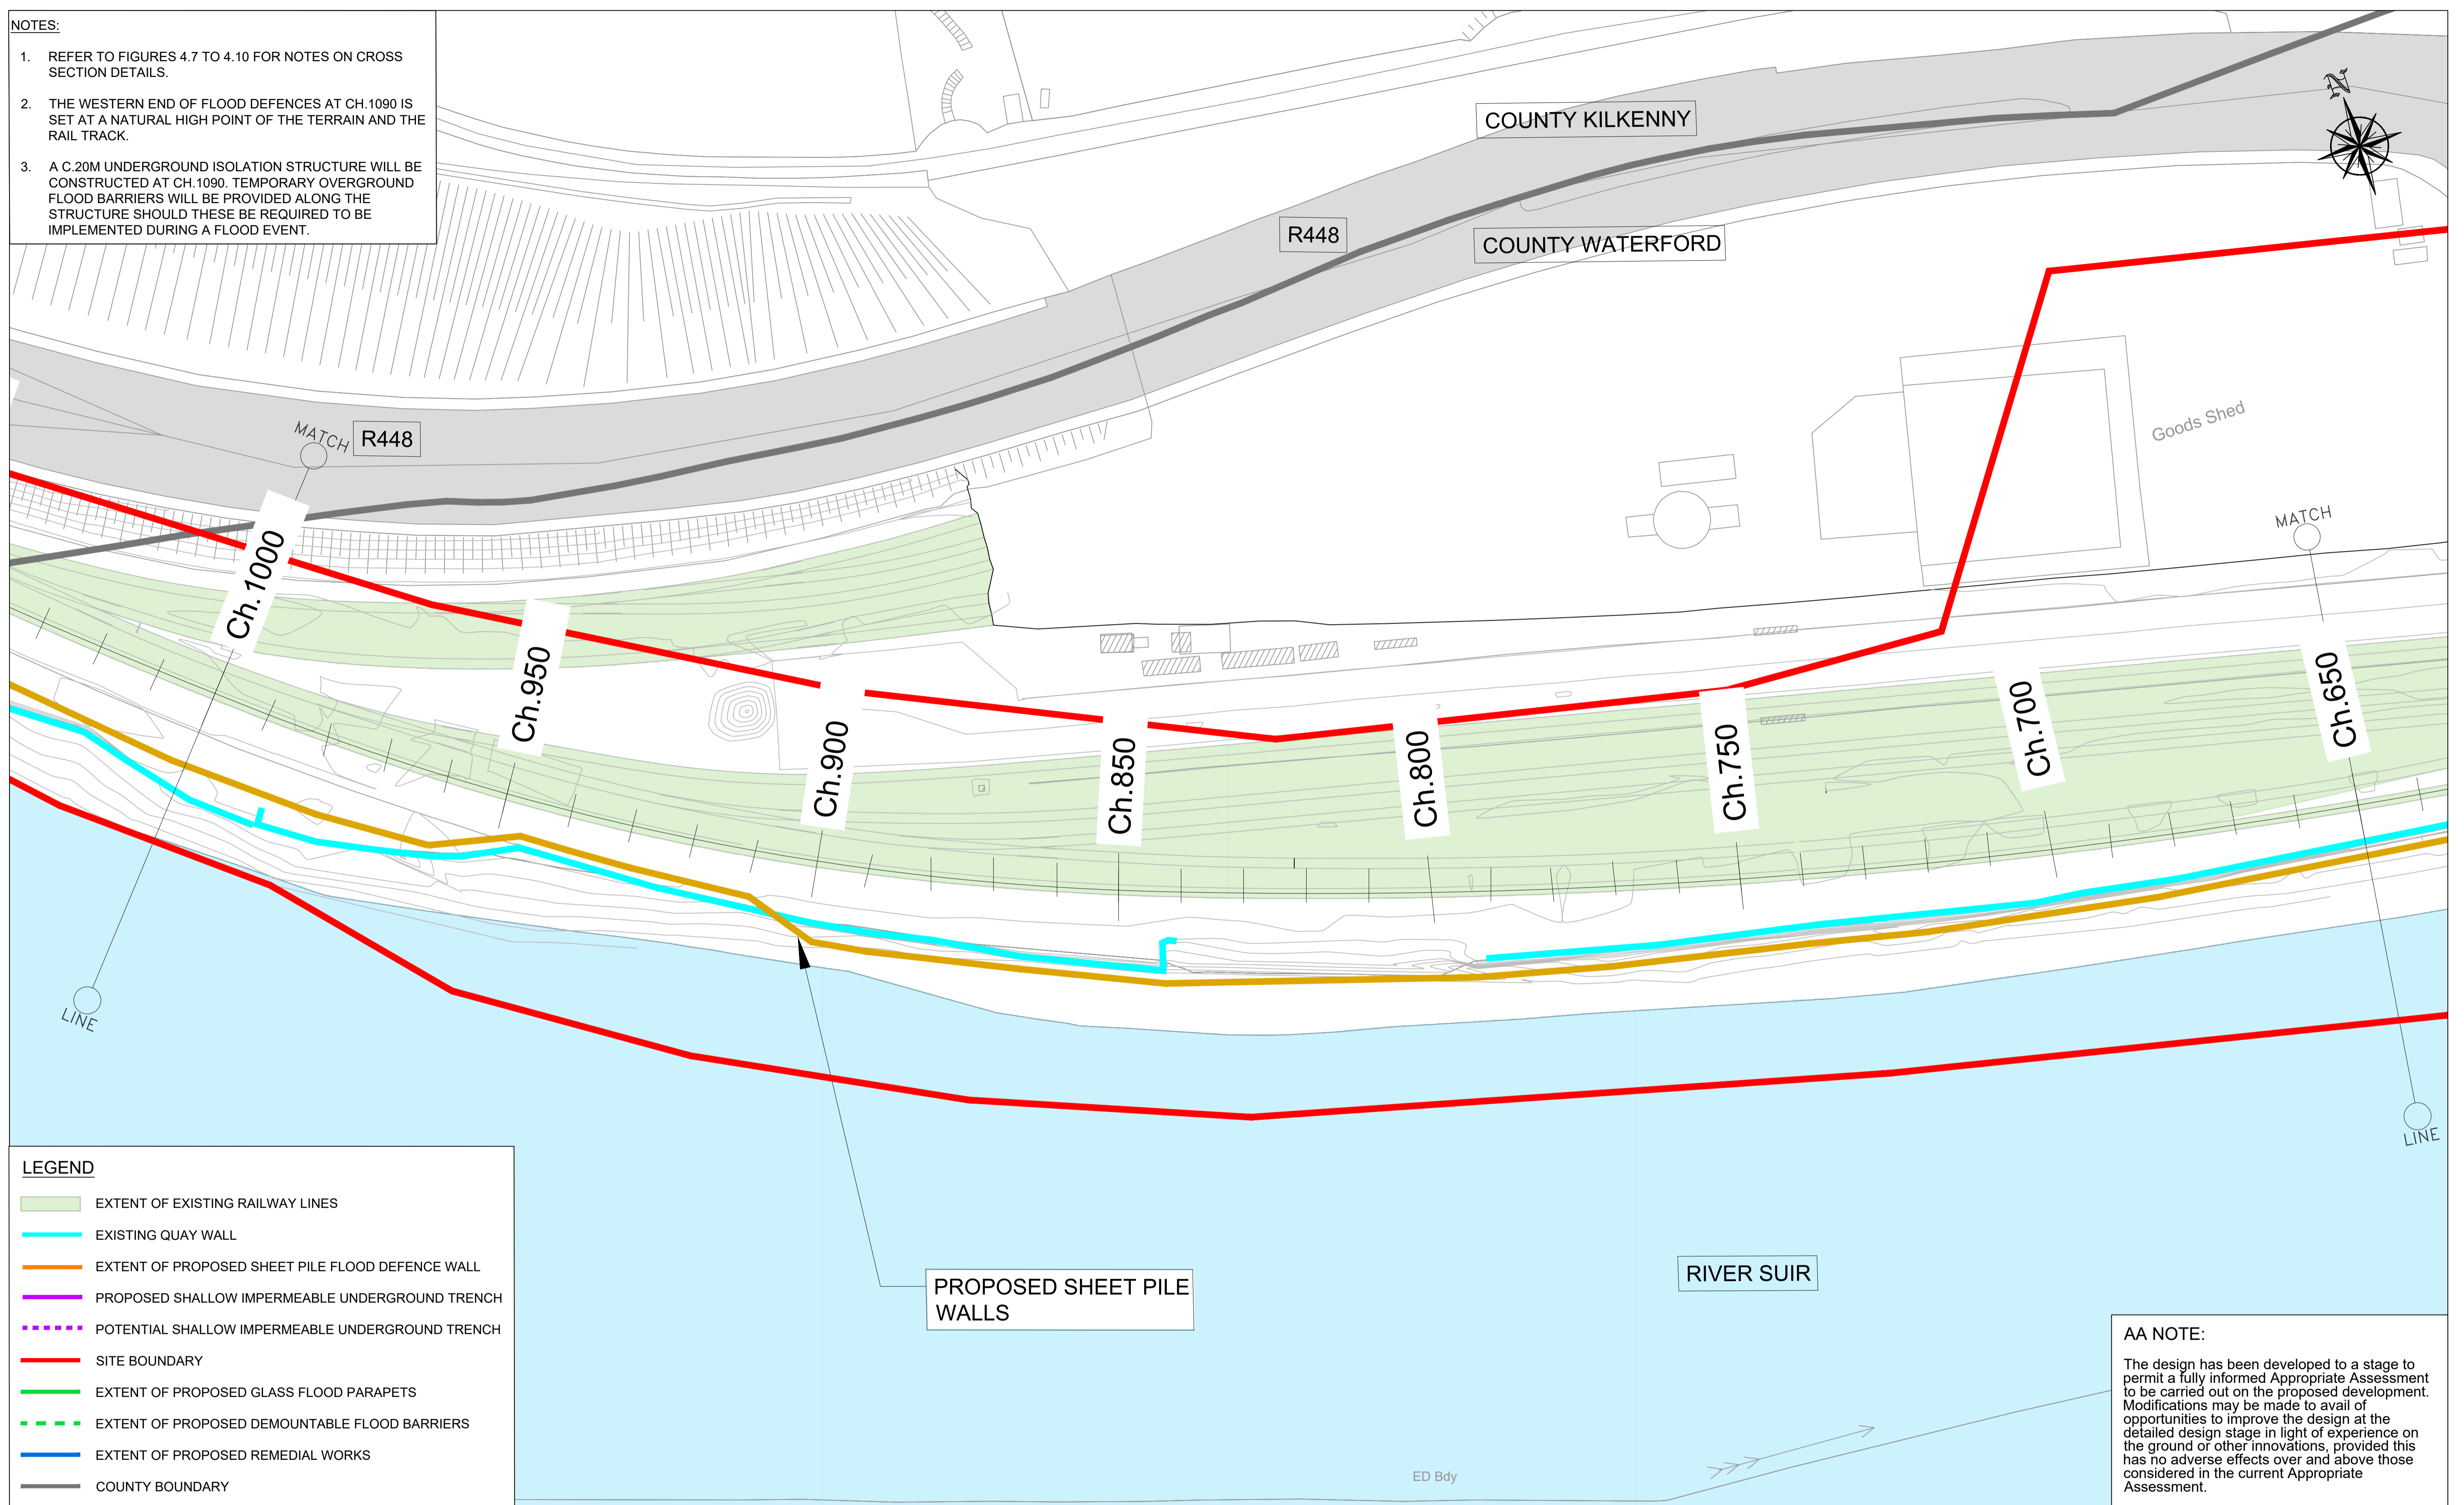 NOTES:
1. REFER TO FIGURES 4.7 TO 4.10 FOR NOTES ON CROSS
SECTION DETAILS.
2. THE WESTERN END OF FLOOD DEFENCES AT CH.1090 IS
SET AT A NATURAL HIGH POINT OF THE TERRAIN AND THE
RAIL TRACK.
3. A C.20M UNDERGROUND ISOLATION STRUCTURE WILL BE
CONSTRUCTED AT CH.1090. TEMPORARY OVERGROUND
FLOOD BARRIERS WILL BE PROVIDED ALONG THE
STRUCTURE SHOULD THESE BE REQUIRED TO BE
IMPLEMENTED DURING A FLOOD EVENT.
N
COUNTY KILKENNY
R448
COUNTY WATERFORD
MATCH
R448
Goods Shed
MATCH
Ch.1000
Ch.950
Ch.900
Ch.850
Ch.800
Ch.750
Ch.700
Ch.650
LINE
LINE
PROPOSED SHEET PILE
WALLS
RIVER SUIR
ED Bdy
LEGEND
EXTENT OF EXISTING RAILWAY LINES
EXISTING QUAY WALL
EXTENT OF PROPOSED SHEET PILE FLOOD DEFENCE WALL
PROPOSED SHALLOW IMPERMEABLE UNDERGROUND TRENCH
POTENTIAL SHALLOW IMPERMEABLE UNDERGROUND TRENCH
SITE BOUNDARY
EXTENT OF PROPOSED GLASS FLOOD PARAPETS
EXTENT OF PROPOSED DEMOUNTABLE FLOOD BARRIERS
EXTENT OF PROPOSED REMEDIAL WORKS
COUNTY BOUNDARY
AA NOTE:
The design has been developed to a stage to
permit a fully informed Appropriate Assessment
to be carried out on the proposed development.
Modifications may be made to avail of
opportunities to improve the design at the
detailed design stage in light of experience on
the ground or other innovations, provided this
has no adverse effects over and above those
considered in the current Appropriate
Assessment.